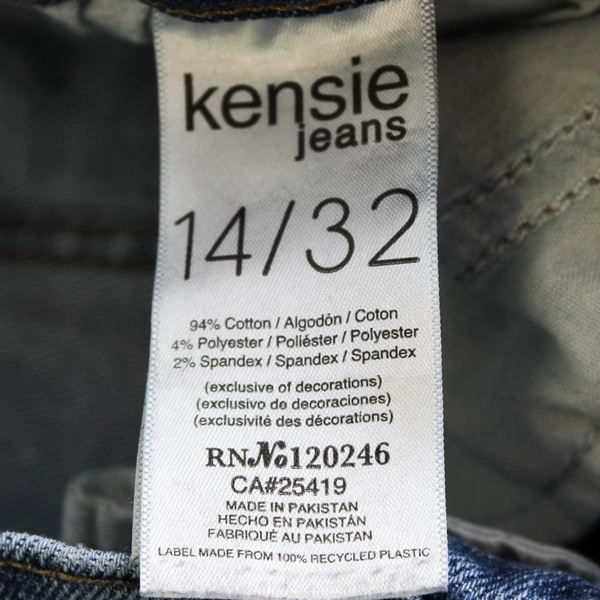 kensie
jeans
14/32
94% Cotton / Algodón / Coton
4% Polyester / Poliéster / Polyester
2% Spandex / Spandex / Spandex
(exclusive of decorations)
(exclusivo de decoraciones)
(exclusivité des décorations)
RN No 120246
CA#25419
MADE IN PAKISTAN
HECHO EN PAKISTÁN
FABRIQUÉ AU PAKISTAN
LABEL MADE FROM 100% RECYCLED PLASTIC